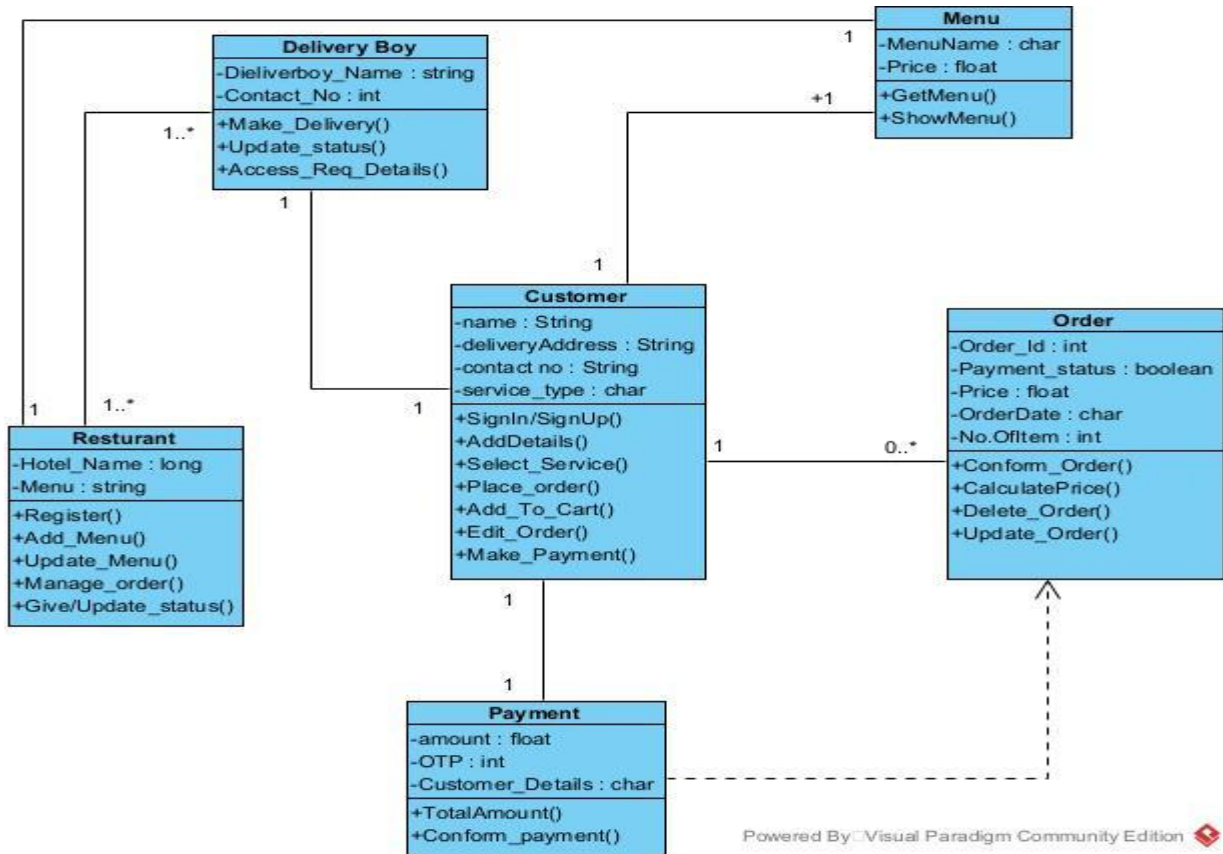 Menu
-MenuName : char
-Price : float
+GetMenu()
+ShowMenu()
1
+1
1
Delivery Boy
-Dieliverboy_Name : string
-Contact_No : int
+Make_Delivery()
+Update_status()
+Access_Req_Details()
1..*
1
Customer
-name : String
-deliveryAddress : String
-contact no : String
-service_type : char
+SignIn/SignUp()
+AddDetails()
+Select_Service()
+Place_order()
+Add_To_Cart()
+Edit_Order()
+Make_Payment()
1
1
0..*
Order
-Order_Id : int
-Payment_status : boolean
-Price : float
-OrderDate : char
-No.OfItem : int
+Conform_Order()
+CalculatePrice()
+Delete_Order()
+Update_Order()
1
1..*
Resturant
-Hotel_Name : long
-Menu : string
+Register()
+Add_Menu()
+Update_Menu()
+Manage_order()
+Give/Update_status()
1
1
Payment
-amount : float
-OTP : int
-Customer_Details : char
+TotalAmount()
+Conform_payment()
Powered By Visual Paradigm Community Edition